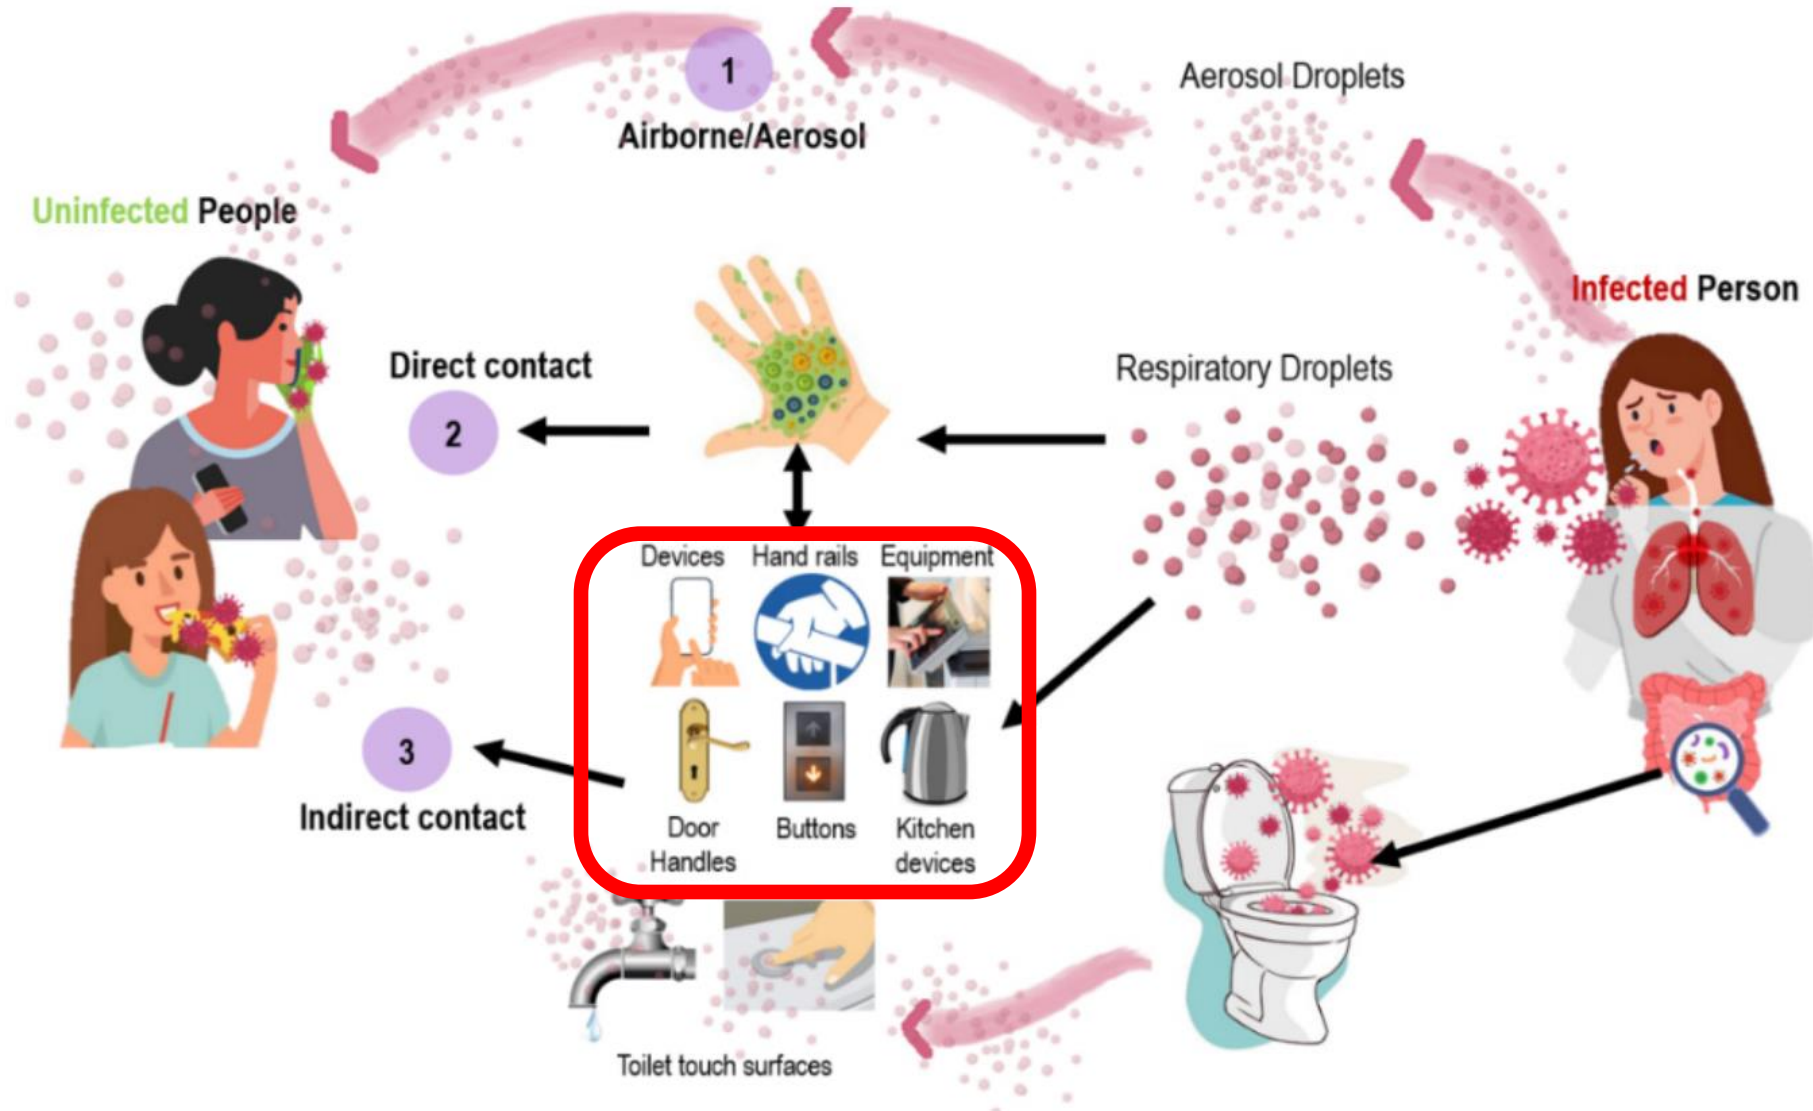 Aerosol Droplets
1
Airborne/Aerosol
Uninfected People
Infected Person
Direct contact
2
Respiratory Droplets
Devices
Hand rails
Equipment
3
Indirect contact
Door
Handles
Buttons
Kitchen
devices
Toilet touch surfaces